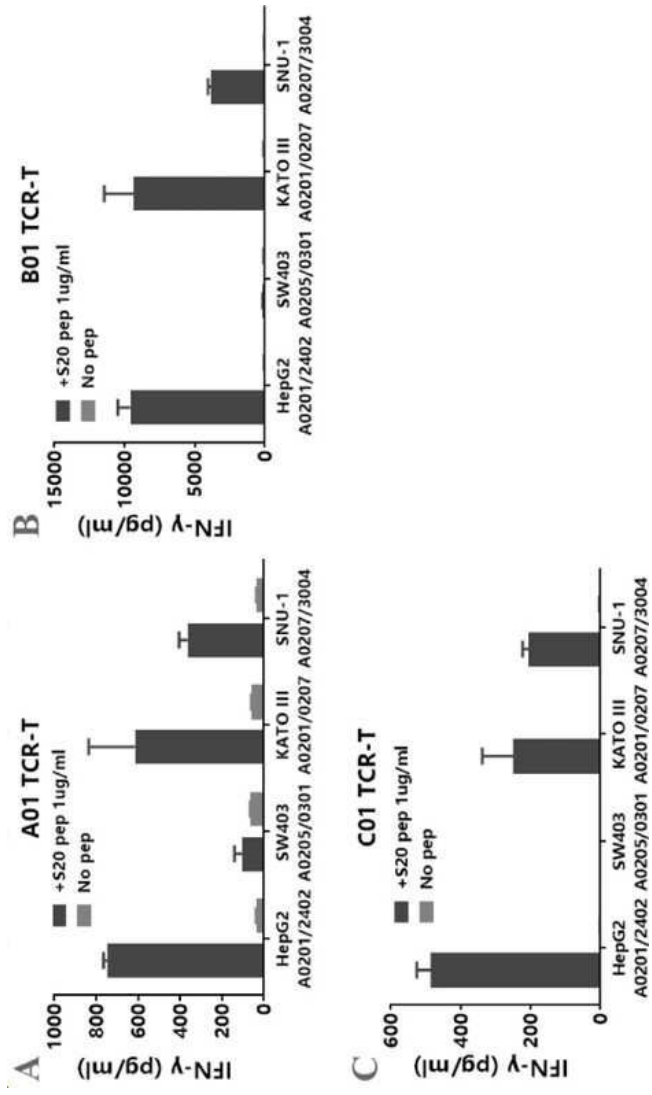 A
A01 TCR-T
+S20 pep 1ug/ml
No pep
IFN-γ (pg/ml)
1000
800
600
400
200
0
HepG2 SW403 KATO III SNU-1
A0201/2402 A0205/0301 A0201/0207 A0207/3004
B
B01 TCR-T
+S20 pep 1ug/ml
No pep
IFN-γ (pg/ml)
15000
10000
5000
0
HepG2 SW403 KATO III SNU-1
A0201/2402 A0205/0301 A0201/0207 A0207/3004
C
C01 TCR-T
+S20 pep 1ug/ml
No pep
IFN-γ (pg/ml)
600
400
200
0
HepG2 SW403 KATO III SNU-1
A0201/2402 A0205/0301 A0201/0207 A0207/3004